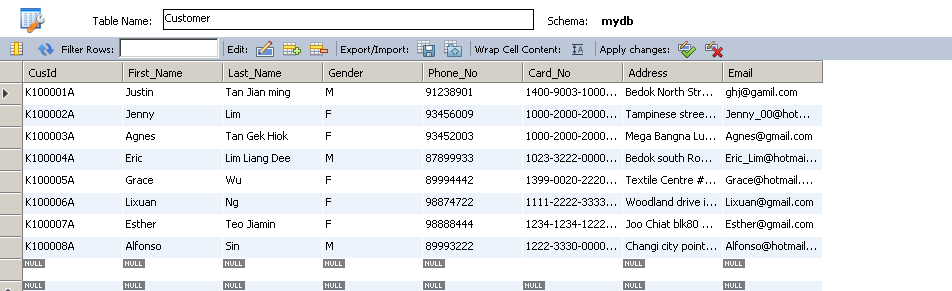 Table Name: Customer Schema: mydb
Filter Rows: Edit: Export/Import: Wrap Cell Content: Apply changes:
CusId First_Name Last_Name Gender Phone_No Card_No Address Email
K100001A Justin Tan Jian ming M 91238901 1400-9003-1000... Bedok North Str... ghj@gamil.com
K100002A Jenny Lim F 93456009 1000-2000-2000... Tampinese stree... Jenny_00@hot...
K100003A Agnes Tan Gek Hiok F 93452003 1000-2000-2000... Mega Bangna Lu... Agnes@gmail.com
K100004A Eric Lim Liang Dee M 87899933 1023-3222-0000... Bedok south Ro... Eric_Lim@hotmai...
K100005A Grace Wu F 89994442 1399-0020-2220... Textile Centre #... Grace@hotmail....
K100006A Lixuan Ng F 98874722 1111-2222-3333... Woodland drive i... Lixuan@gmail.com
K100007A Esther Teo Jiamin F 98888444 1234-1234-1222... Joo Chiat blk80 ... Esther@gmail.com
K100008A Alfonso Sin M 89993222 1222-3330-0000... Changi city point... Alfonso@hotmail...
NULL NULL NULL NULL NULL NULL NULL
NULL NULL NULL NULL NULL NULL NULL NULL